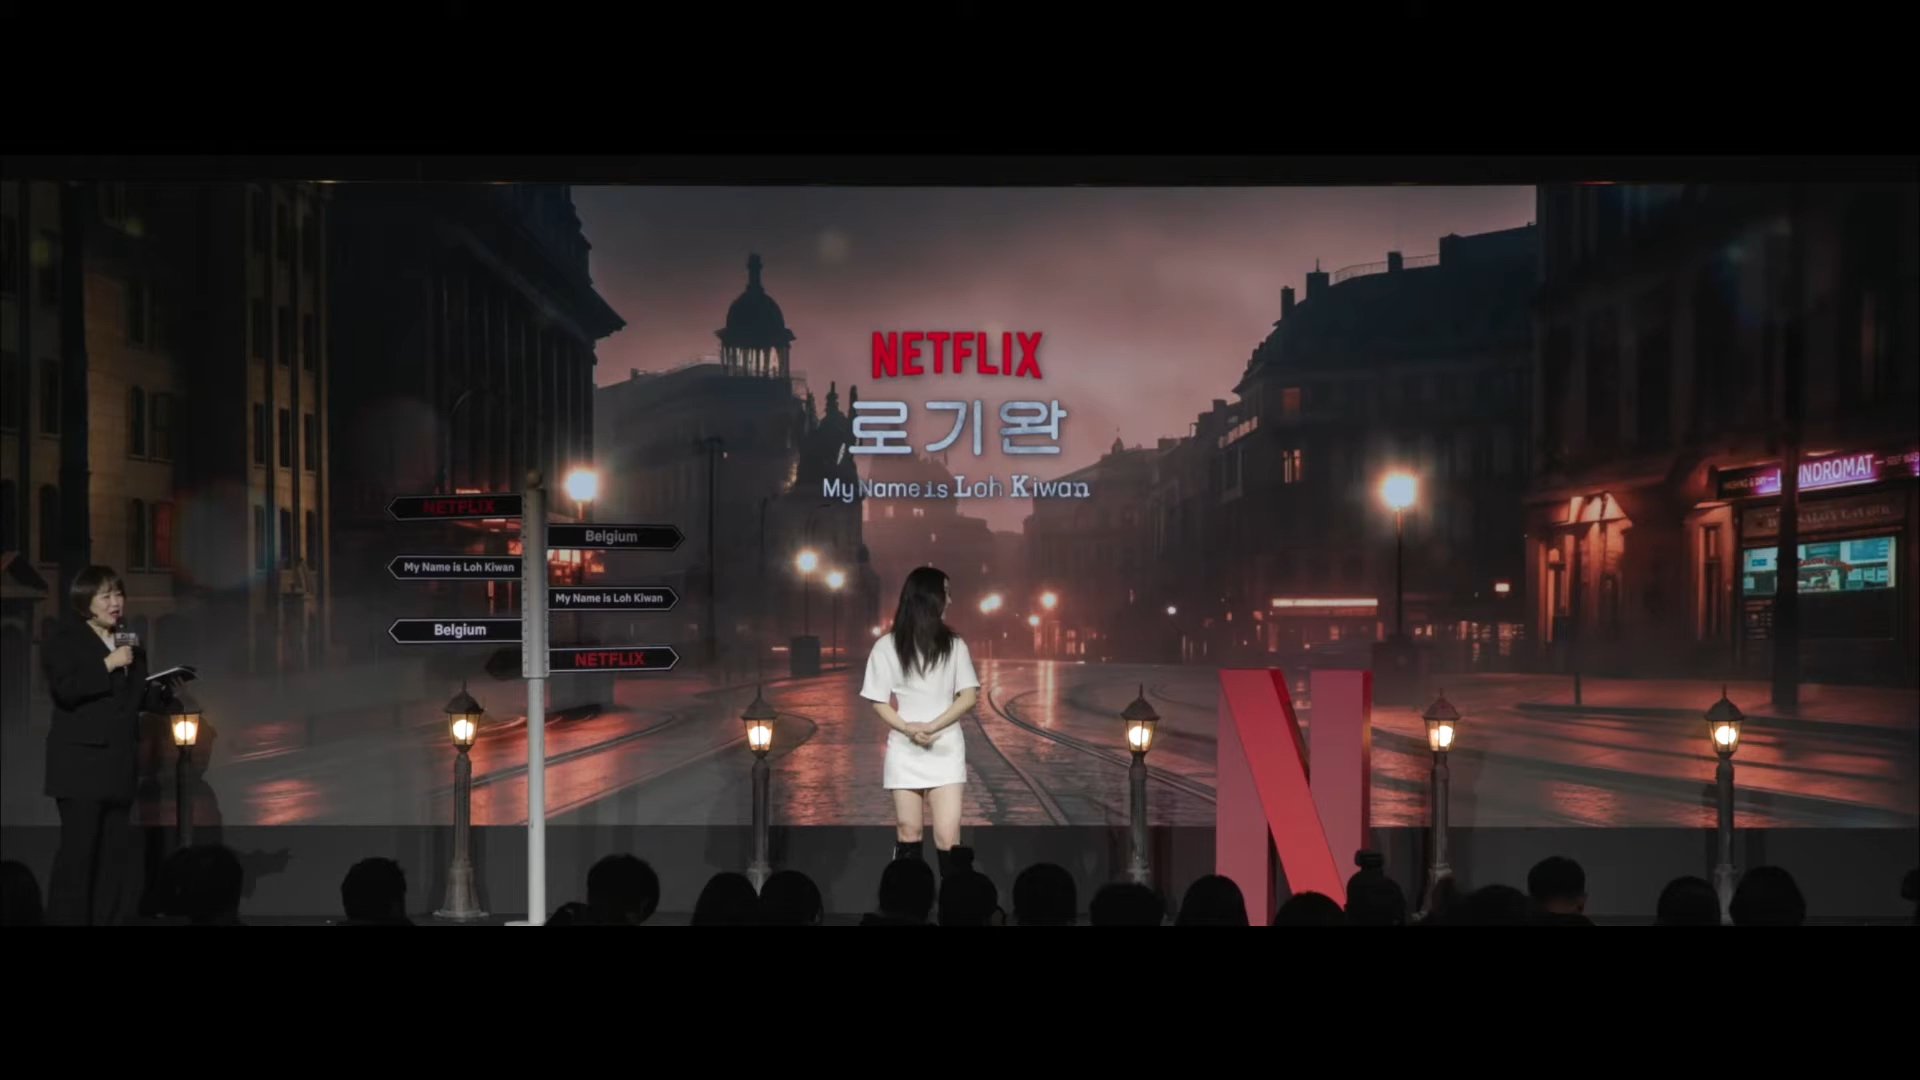 NETFLIX
로기완
My Name is Loh Kiwan
NETFLIX
Belgium
My Name is Loh Kiwan
My Name is Loh Kiwan
Belgium
NETFLIX
N